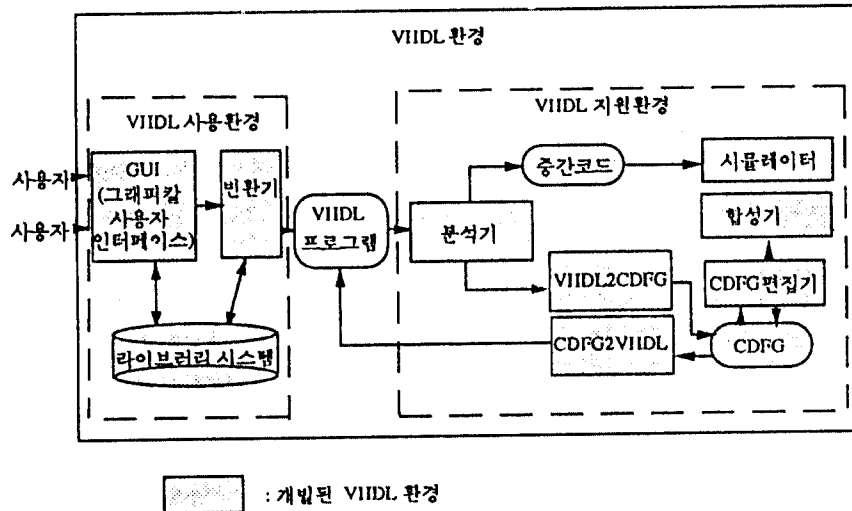 VHDL 환경
VHDL 사용환경
VHDL 지원환경
사용자
사용자
GUI
(그래피칼
사용자
인터페이스)
변환기
라이브러리 시스템
VHDL
프로그램
분석기
중간코드
시뮬레이터
합성기
VHDL2CDFG
CDFG편집기
CDFG2VHDL
CDFG
: 개발된 VHDL 환경